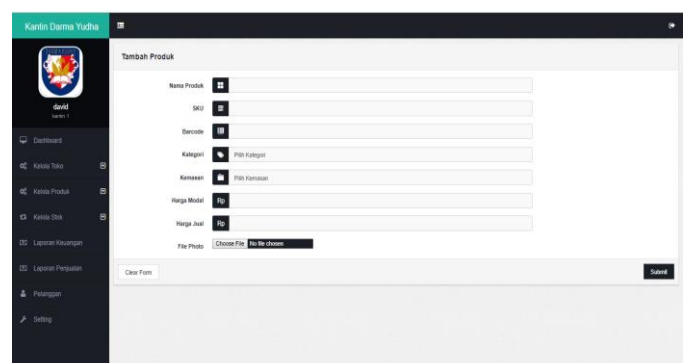 Kantin Darma Yudha
david
kantin 1
Dashboard
Kelola Toko
Kelola Produk
Kelola Stok
Laporan Keuangan
Laporan Penjualan
Pelanggan
Setting
Tambah Produk
Nama Produk
SKU
Barcode
Kategori
Pilih Kategori
Kemasan
Pilih Kemasan
Harga Modal
Rp
Harga Jual
Rp
File Photo
Choose File No file chosen
Clear Form
Submit